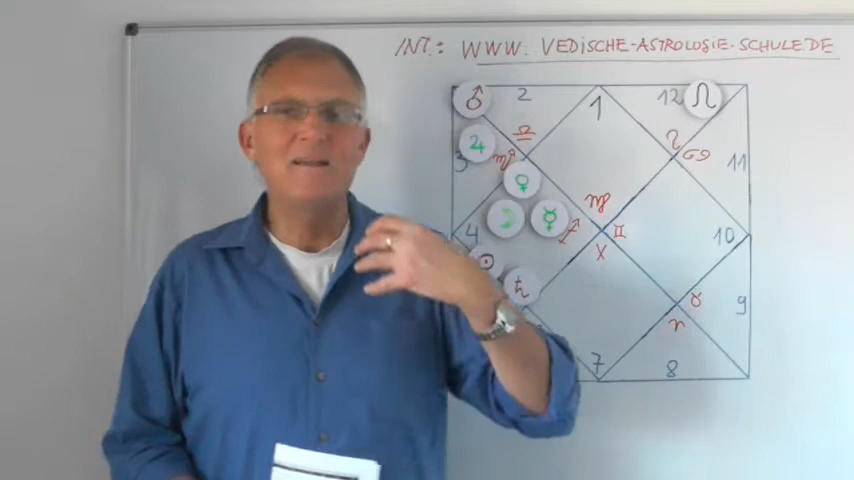 INT.: WWW.VEDISCHE-ASTROLOGIE-SCHULE.DE
♂ 2 1 12 ☊
♃ ♎ ♌
3 ♏ ♋ 11
♀
☽ ☿ ♍
4 ♐ ♊ 10
☉ ♓
♄ ♉ 9
♈
7 8